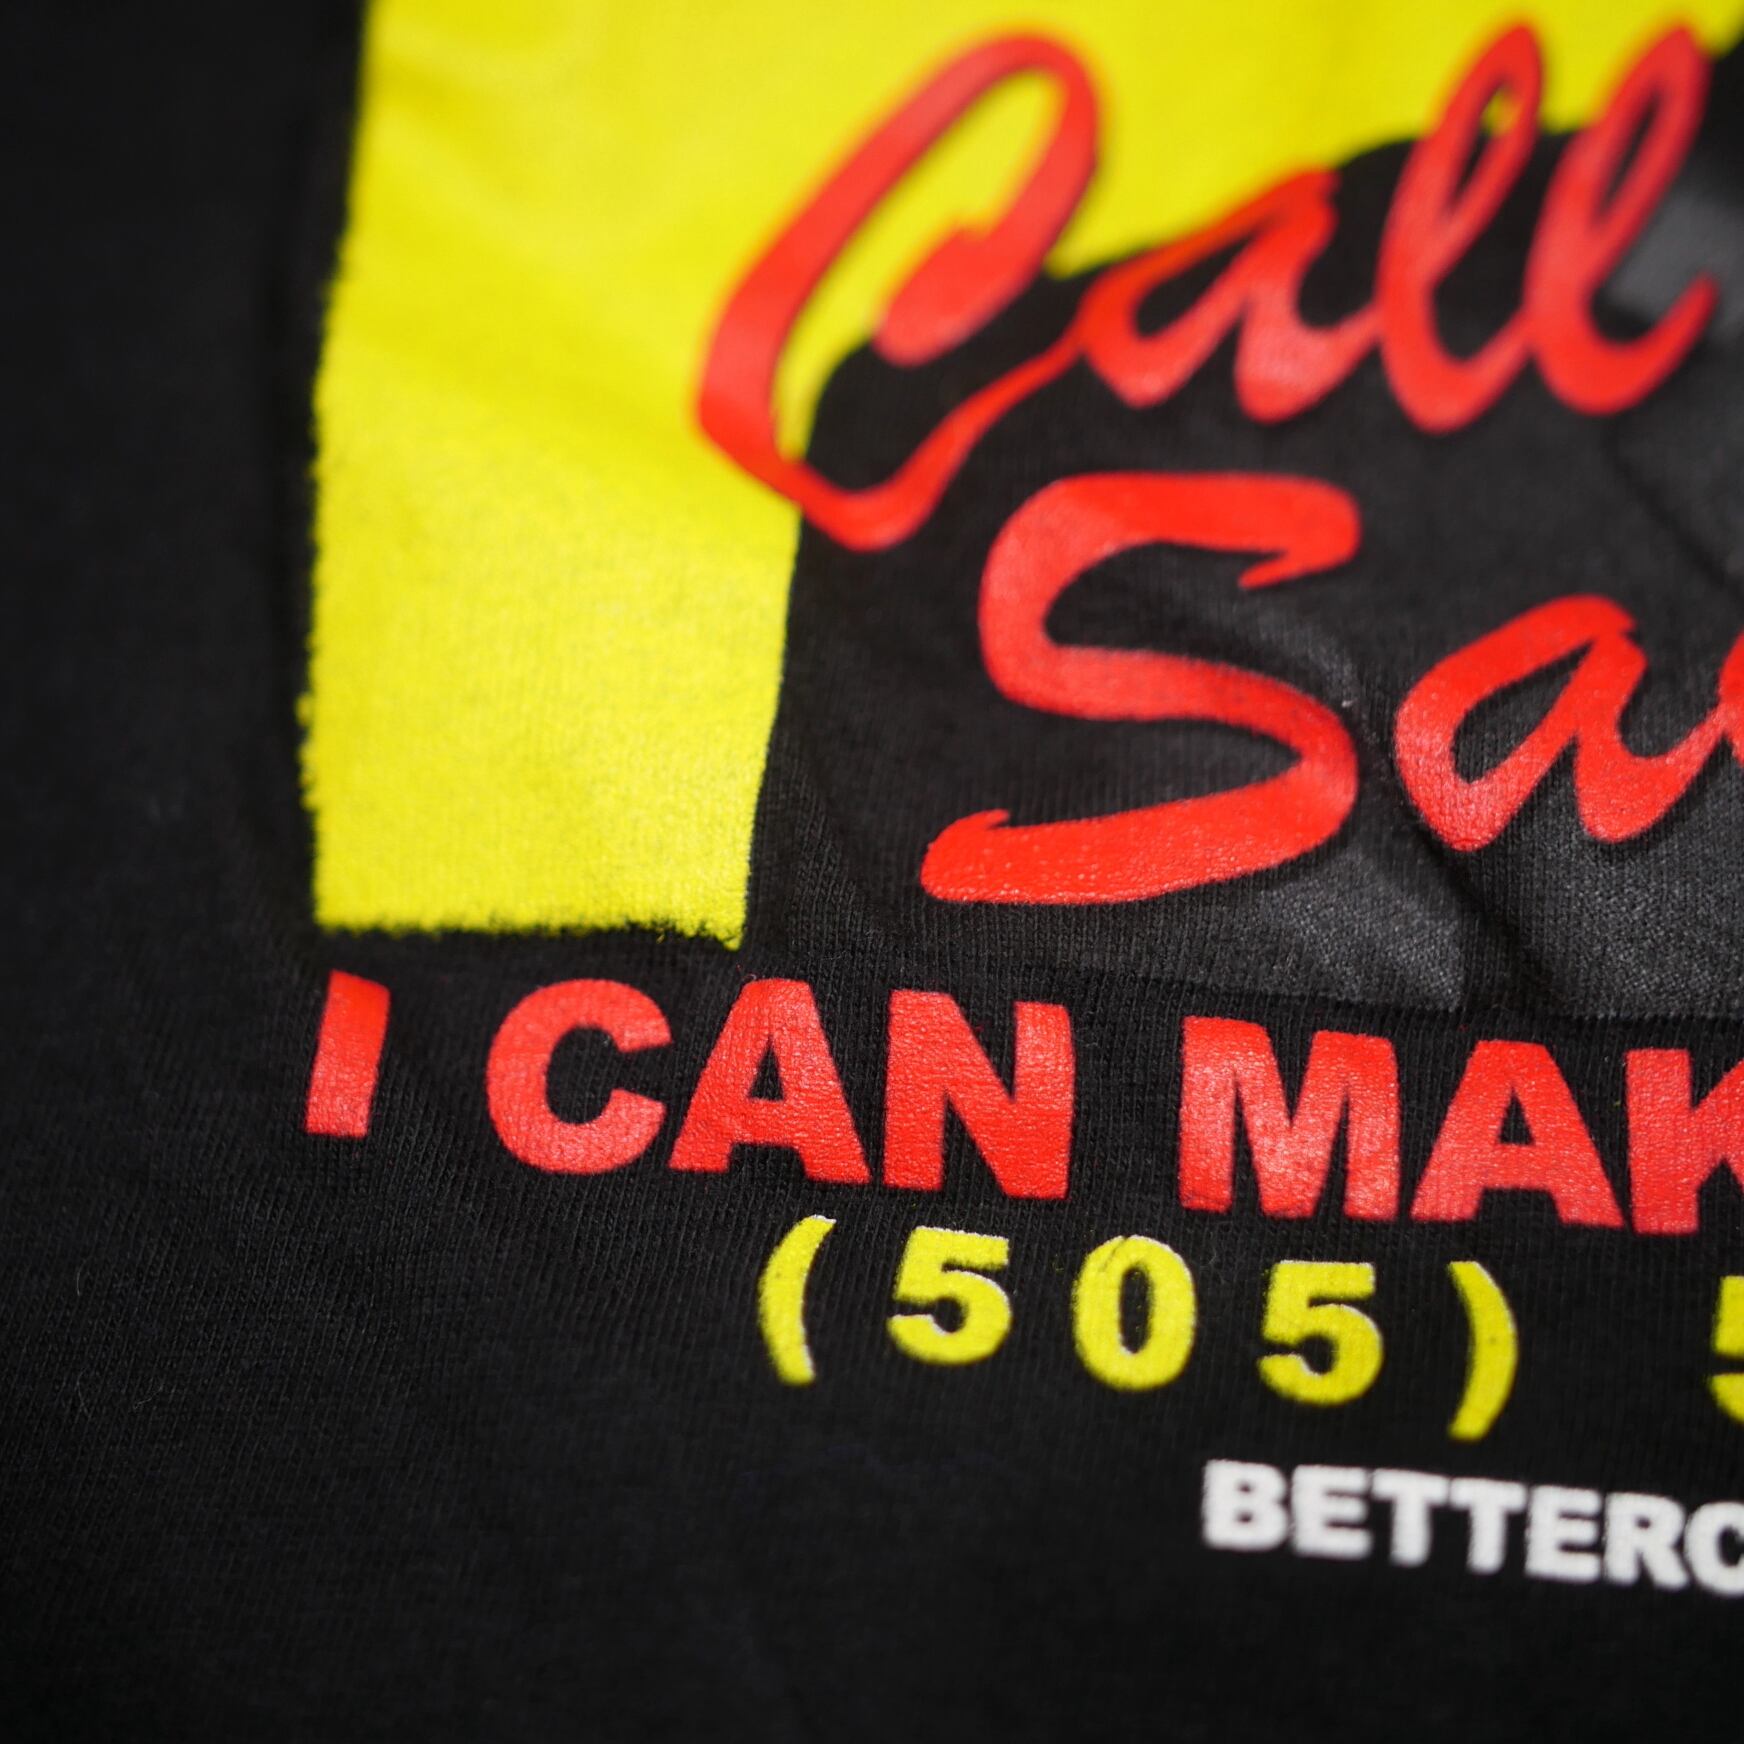 Call
Sa
I CAN MAK
(505) 5
BETTERC